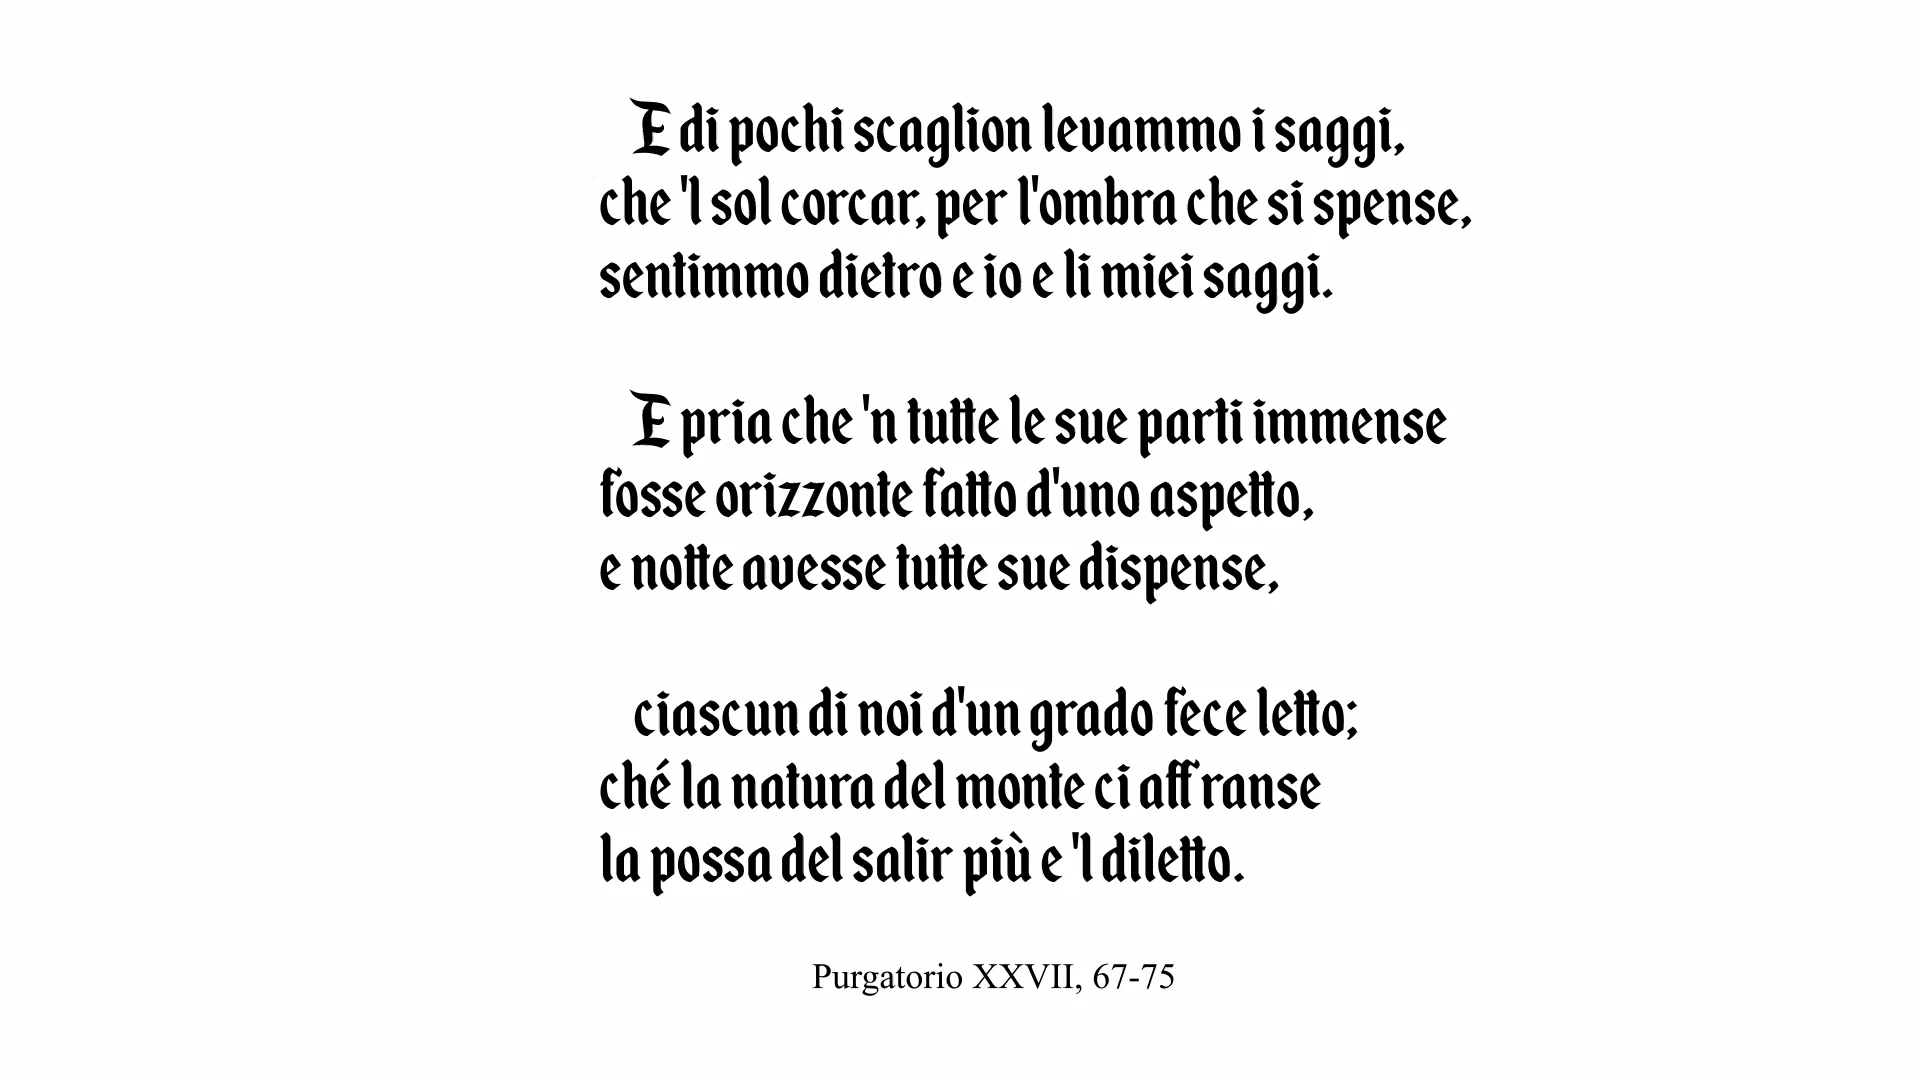 E di pochi scaglion levammo i saggi,
che 'l sol corcar, per l'ombra che si spense,
sentimmo dietro e io e li miei saggi.
E pria che 'n tutte le sue parti immense
fosse orizzonte fatto d'uno aspetto,
e notte avesse tutte sue dispense,
ciascun di noi d'un grado fece letto;
ché la natura del monte ci affranse
la possa del salir più e 'l diletto.
Purgatorio XXVII, 67-75